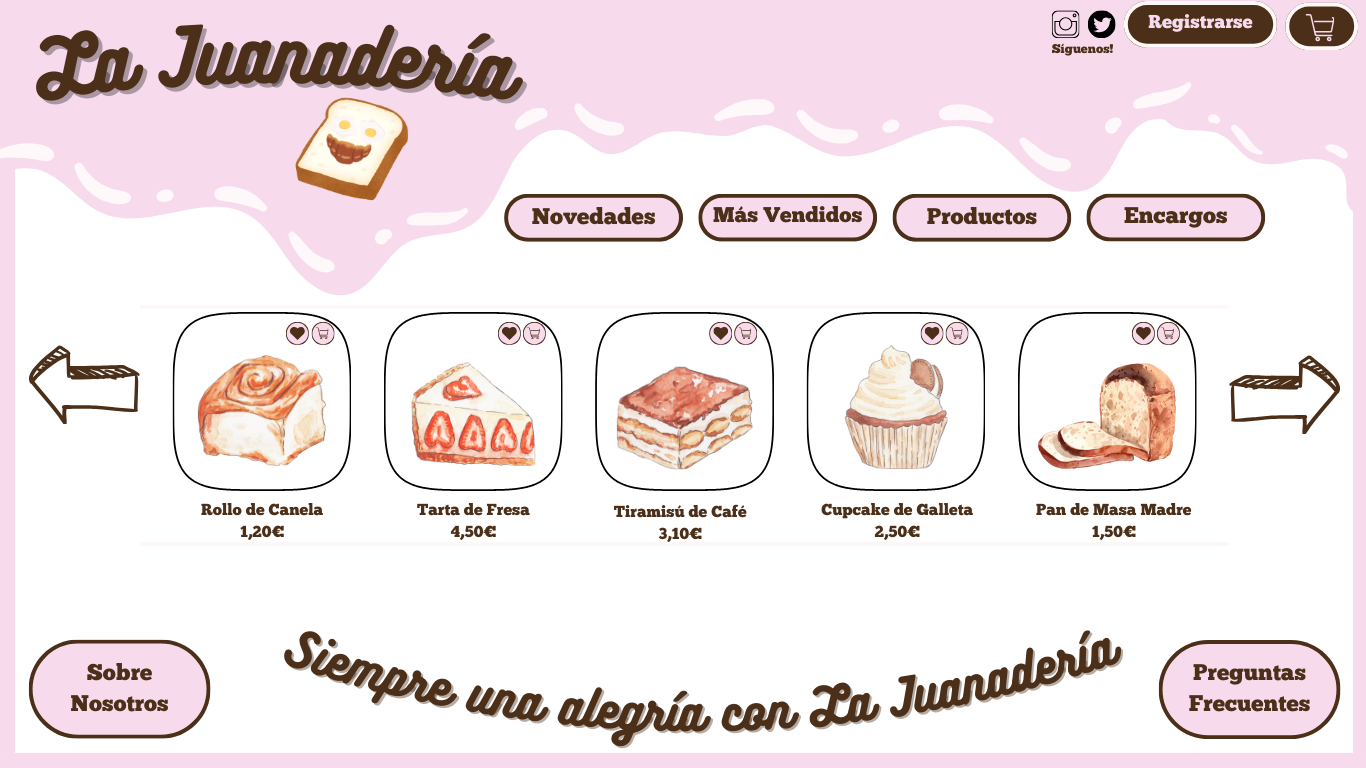 La Juanadería
Síguenos!
Registrarse
Novedades
Más Vendidos
Productos
Encargos
Rollo de Canela
1,20€
Tarta de Fresa
4,50€
Tiramisú de Café
3,10€
Cupcake de Galleta
2,50€
Pan de Masa Madre
1,50€
Sobre
Nosotros
Siempre una alegría con La Juanadería
Preguntas
Frecuentes